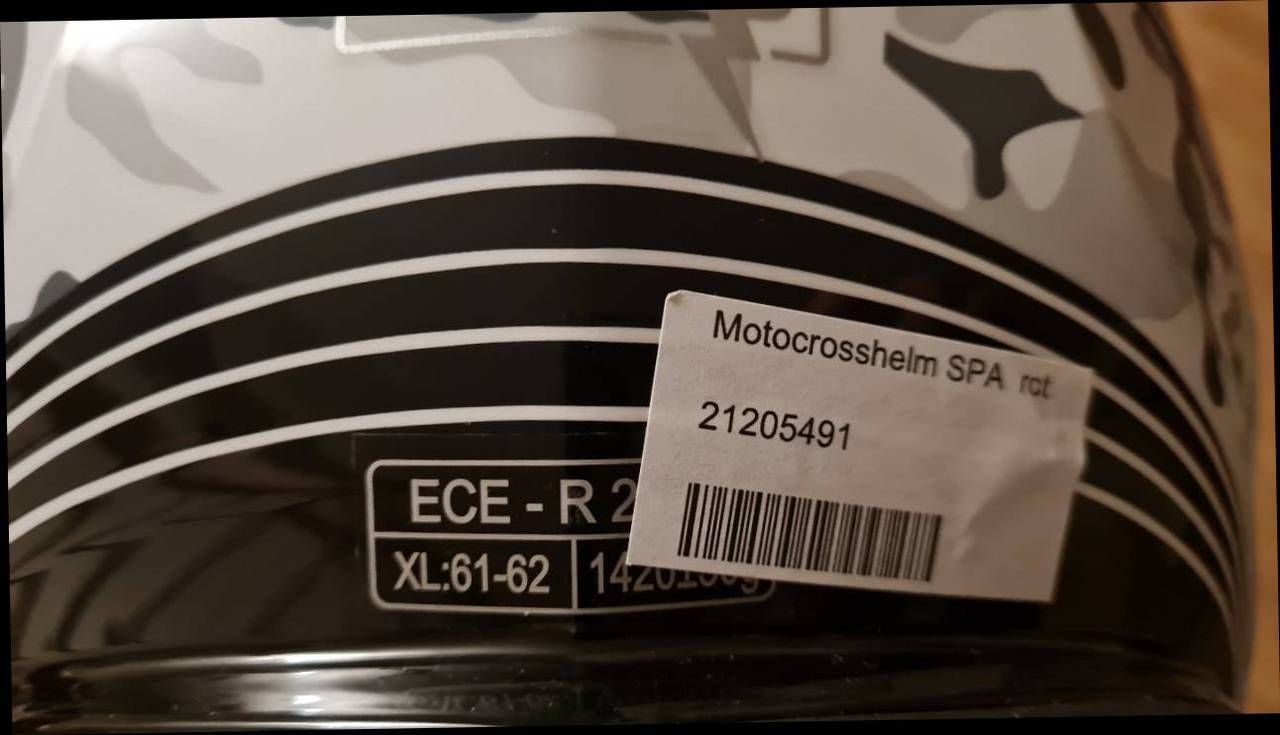 Motocrosshelm SPA rct
21205491
ECE - R 2
XL:61-62